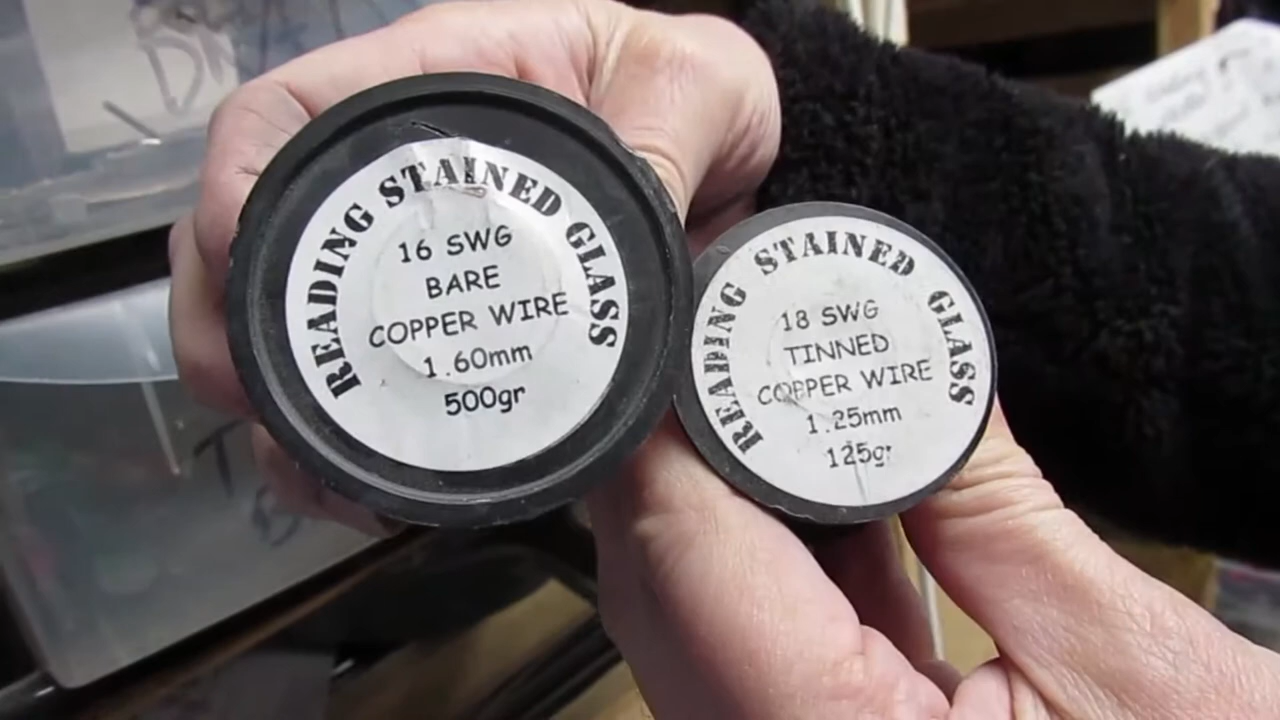 READING STAINED GLASS
16 SWG
BARE
COPPER WIRE
1.60mm
500gr
READING STAINED GLASS
18 SWG
TINNED
COPPER WIRE
1.25mm
125gr